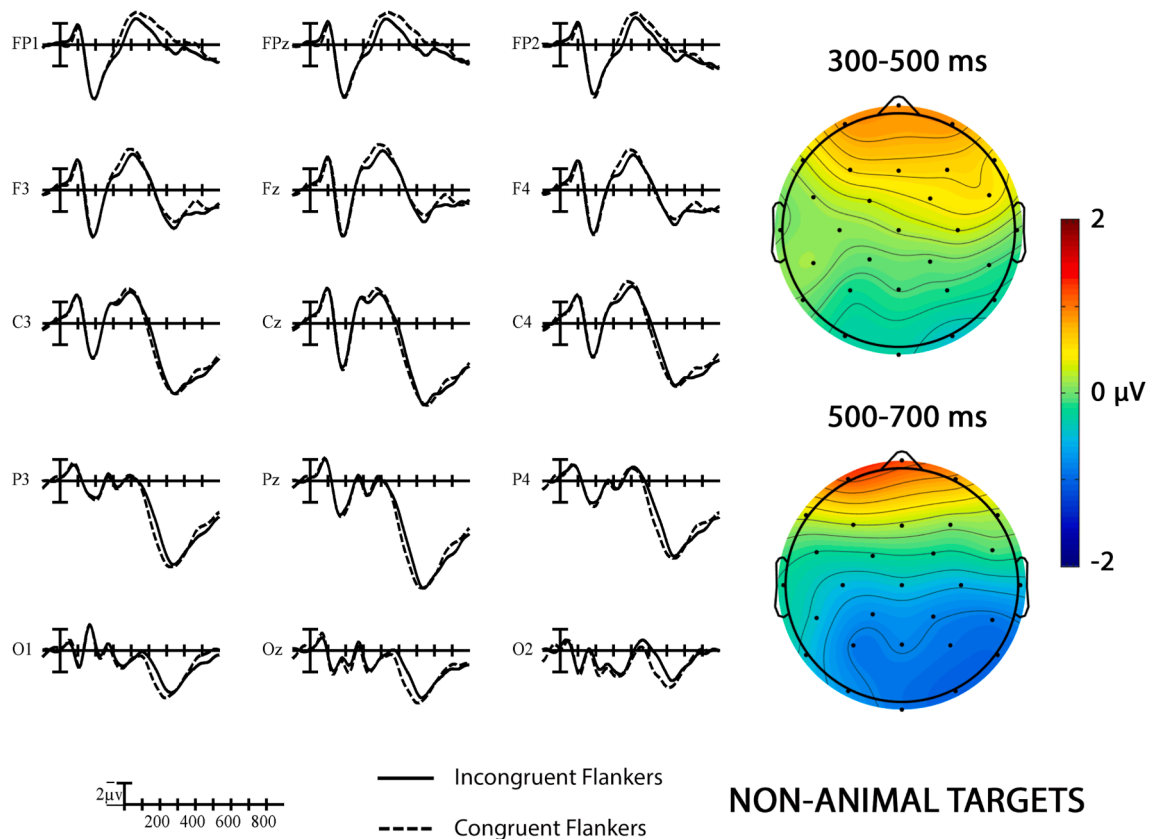 FP1 FPz FP2
300-500 ms
F3 Fz F4
2
C3 Cz C4
0 µV
500-700 ms
P3 Pz P4
-2
O1 Oz O2
2µv
200 400 600 800
Incongruent Flankers
Congruent Flankers
NON-ANIMAL TARGETS